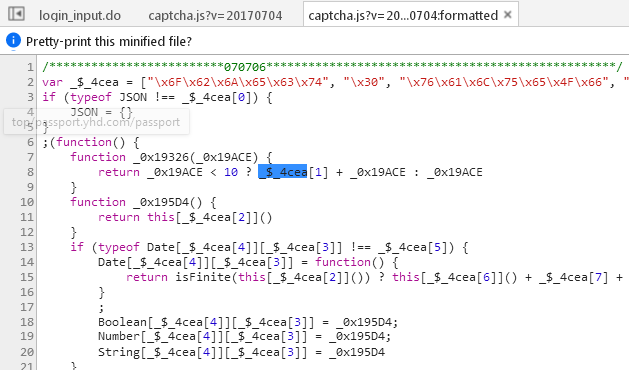 login_input.do captcha.js?v=20170704 captcha.js?v=20...0704:formatted ×
i Pretty-print this minified file?
1 /*************************070706**************************************************/
2 var _$_4cea = ["\x6F\x62\x6A\x65\x63\x74", "\x30", "\x76\x61\x6C\x75\x65\x4F\x66", "
3 if (typeof JSON !== _$_4cea[0]) {
4 JSON = {}
top/passport.yhd.com/passport
5 }
6 ;(function() {
7 function _0x19326(_0x19ACE) {
8 return _0x19ACE < 10 ? _$_4cea[1] + _0x19ACE : _0x19ACE
9 }
10 function _0x195D4() {
11 return this[_$_4cea[2]]()
12 }
13 if (typeof Date[_$_4cea[4]][_$_4cea[3]] !== _$_4cea[5]) {
14 Date[_$_4cea[4]][_$_4cea[3]] = function() {
15 return isFinite(this[_$_4cea[2]]()) ? this[_$_4cea[6]]() + _$_4cea[7] +
16 }
17 ;
18 Boolean[_$_4cea[4]][_$_4cea[3]] = _0x195D4;
19 Number[_$_4cea[4]][_$_4cea[3]] = _0x195D4;
20 String[_$_4cea[4]][_$_4cea[3]] = _0x195D4
21 }